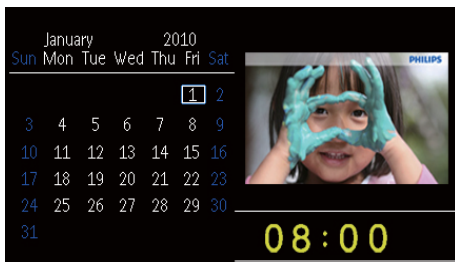 January 2010
Sun Mon Tue Wed Thu Fri Sat
1 2
3 4 5 6 7 8 9
10 11 12 13 14 15 16
17 18 19 20 21 22 23
24 25 26 27 28 29 30
31
PHILIPS
08:00